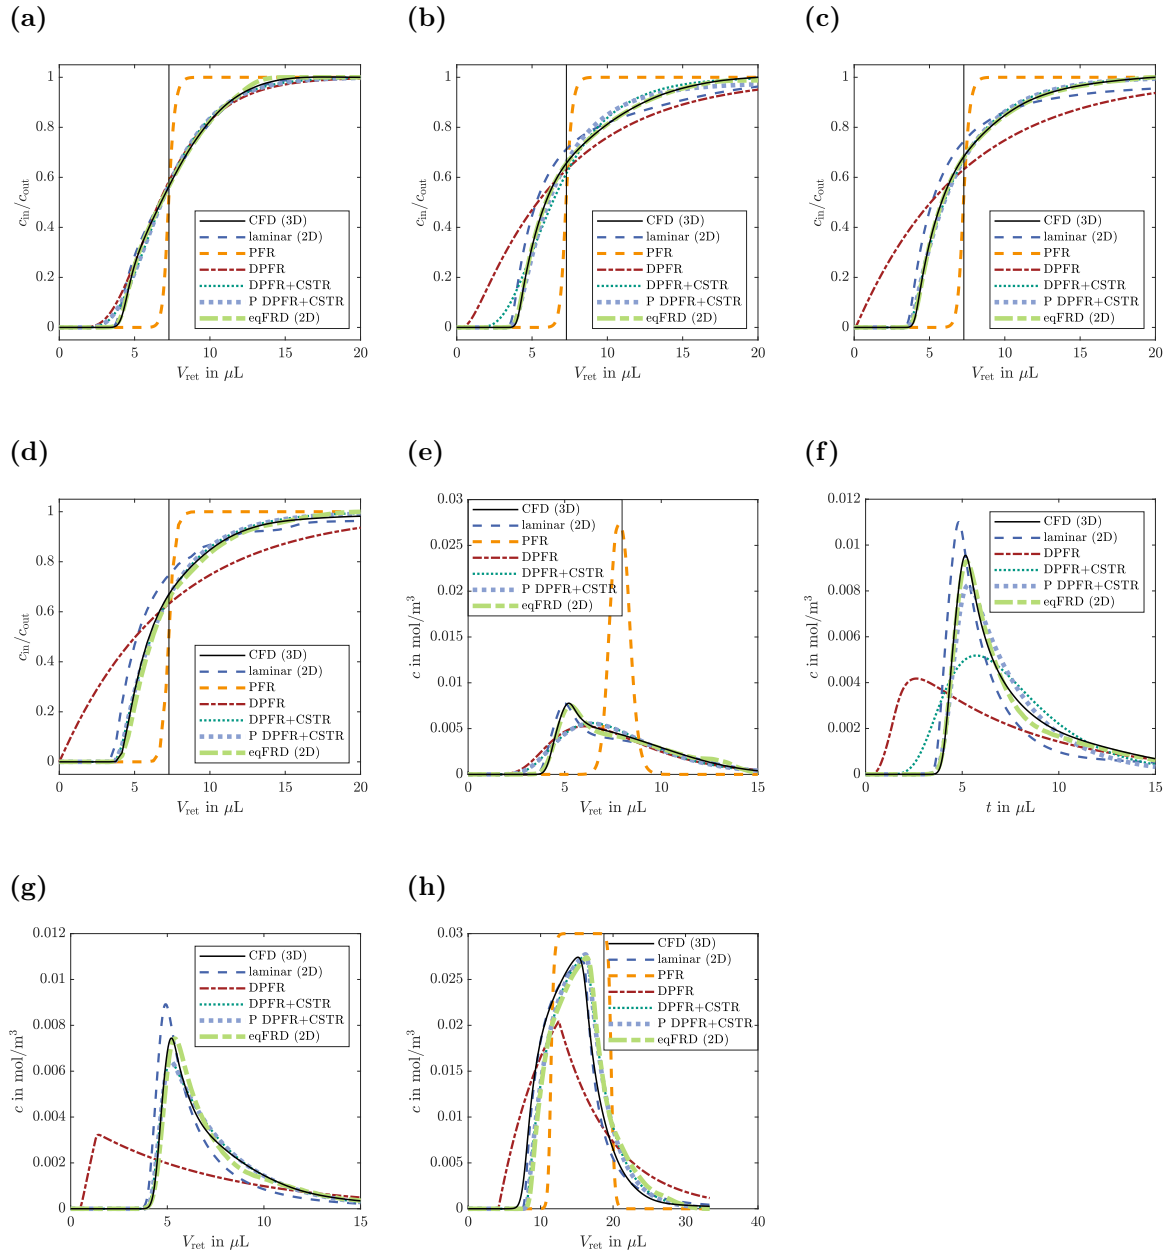 (a)
(b)
(c)
1
0.8
0.6
0.4
0.2
0
0 5 10 15 20
c_in/c_out
V_ret in μL
CFD (3D)
laminar (2D)
PFR
DPFR
DPFR+CSTR
P DPFR+CSTR
eqFRD (2D)
1
0.8
0.6
0.4
0.2
0
0 5 10 15 20
c_in/c_out
V_ret in μL
CFD (3D)
laminar (2D)
PFR
DPFR
DPFR+CSTR
P DPFR+CSTR
eqFRD (2D)
1
0.8
0.6
0.4
0.2
0
0 5 10 15 20
c_in/c_out
V_ret in μL
CFD (3D)
laminar (2D)
PFR
DPFR
DPFR+CSTR
P DPFR+CSTR
eqFRD (2D)
(d)
(e)
(f)
1
0.8
0.6
0.4
0.2
0
0 5 10 15 20
c_in/c_out
V_ret in μL
CFD (3D)
laminar (2D)
PFR
DPFR
DPFR+CSTR
P DPFR+CSTR
eqFRD (2D)
0.03
0.025
0.02
0.015
0.01
0.005
0
0 5 10 15
c in mol/m³
V_ret in μL
CFD (3D)
laminar (2D)
PFR
DPFR
DPFR+CSTR
P DPFR+CSTR
eqFRD (2D)
0.012
0.01
0.008
0.006
0.004
0.002
0
0 5 10 15
c in mol/m³
t in μL
CFD (3D)
laminar (2D)
DPFR
DPFR+CSTR
P DPFR+CSTR
eqFRD (2D)
(g)
(h)
0.012
0.01
0.008
0.006
0.004
0.002
0
0 5 10 15
c in mol/m³
V_ret in μL
CFD (3D)
laminar (2D)
DPFR
DPFR+CSTR
P DPFR+CSTR
eqFRD (2D)
0.03
0.025
0.02
0.015
0.01
0.005
0
0 10 20 30 40
c in mol/m³
V_ret in μL
CFD (3D)
laminar (2D)
PFR
DPFR
DPFR+CSTR
P DPFR+CSTR
eqFRD (2D)